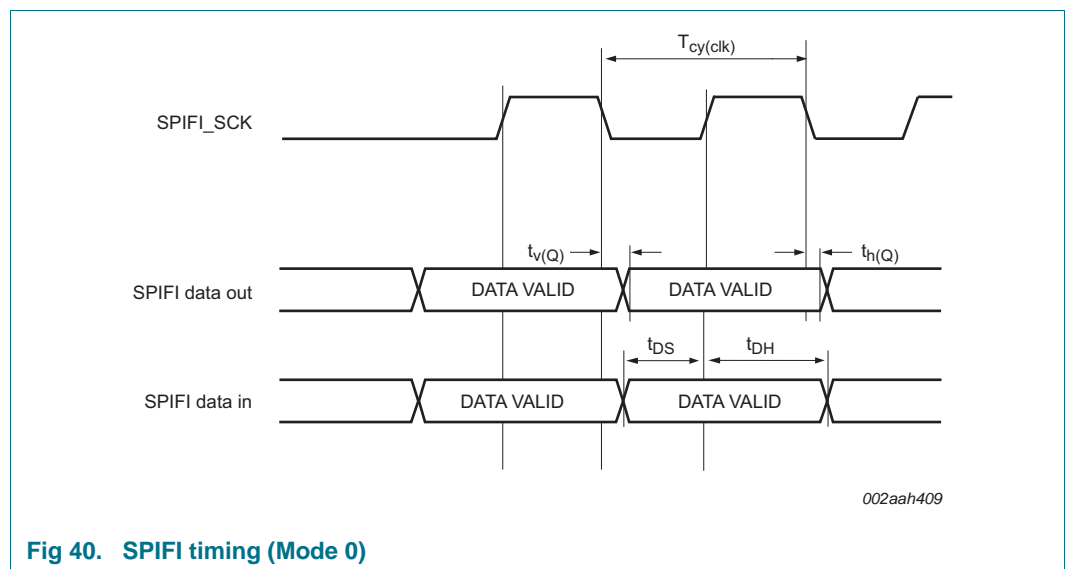 Tcy(clk)
SPIFI_SCK
tv(Q)
th(Q)
SPIFI data out
DATA VALID
DATA VALID
tDS
tDH
SPIFI data in
DATA VALID
DATA VALID
002aah409
Fig 40. SPIFI timing (Mode 0)